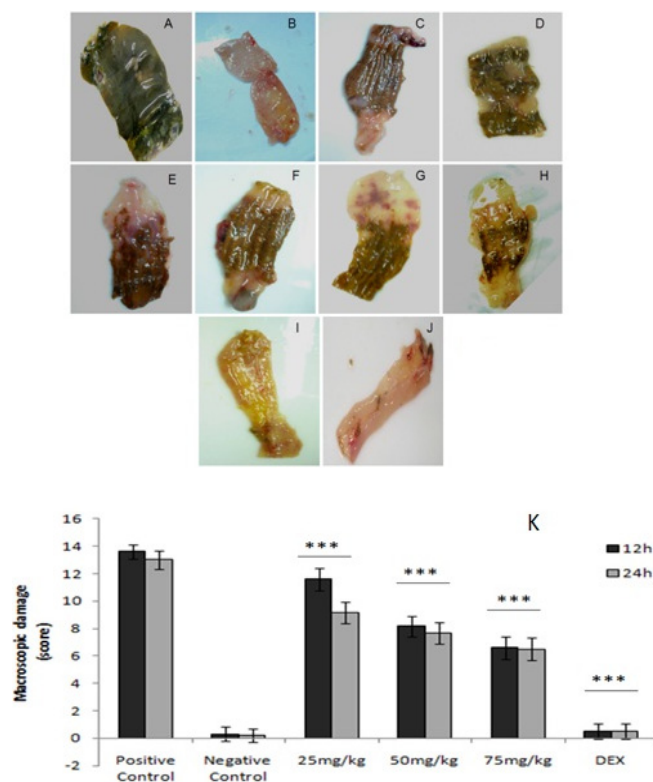 A B C D
E F G H
I J
K
16
14
12
10
8
6
4
2
0
-2
Macroscopic damage
(score)
***
***
***
***
12h
24h
Positive Control
Negative Control
25mg/kg
50mg/kg
75mg/kg
DEX